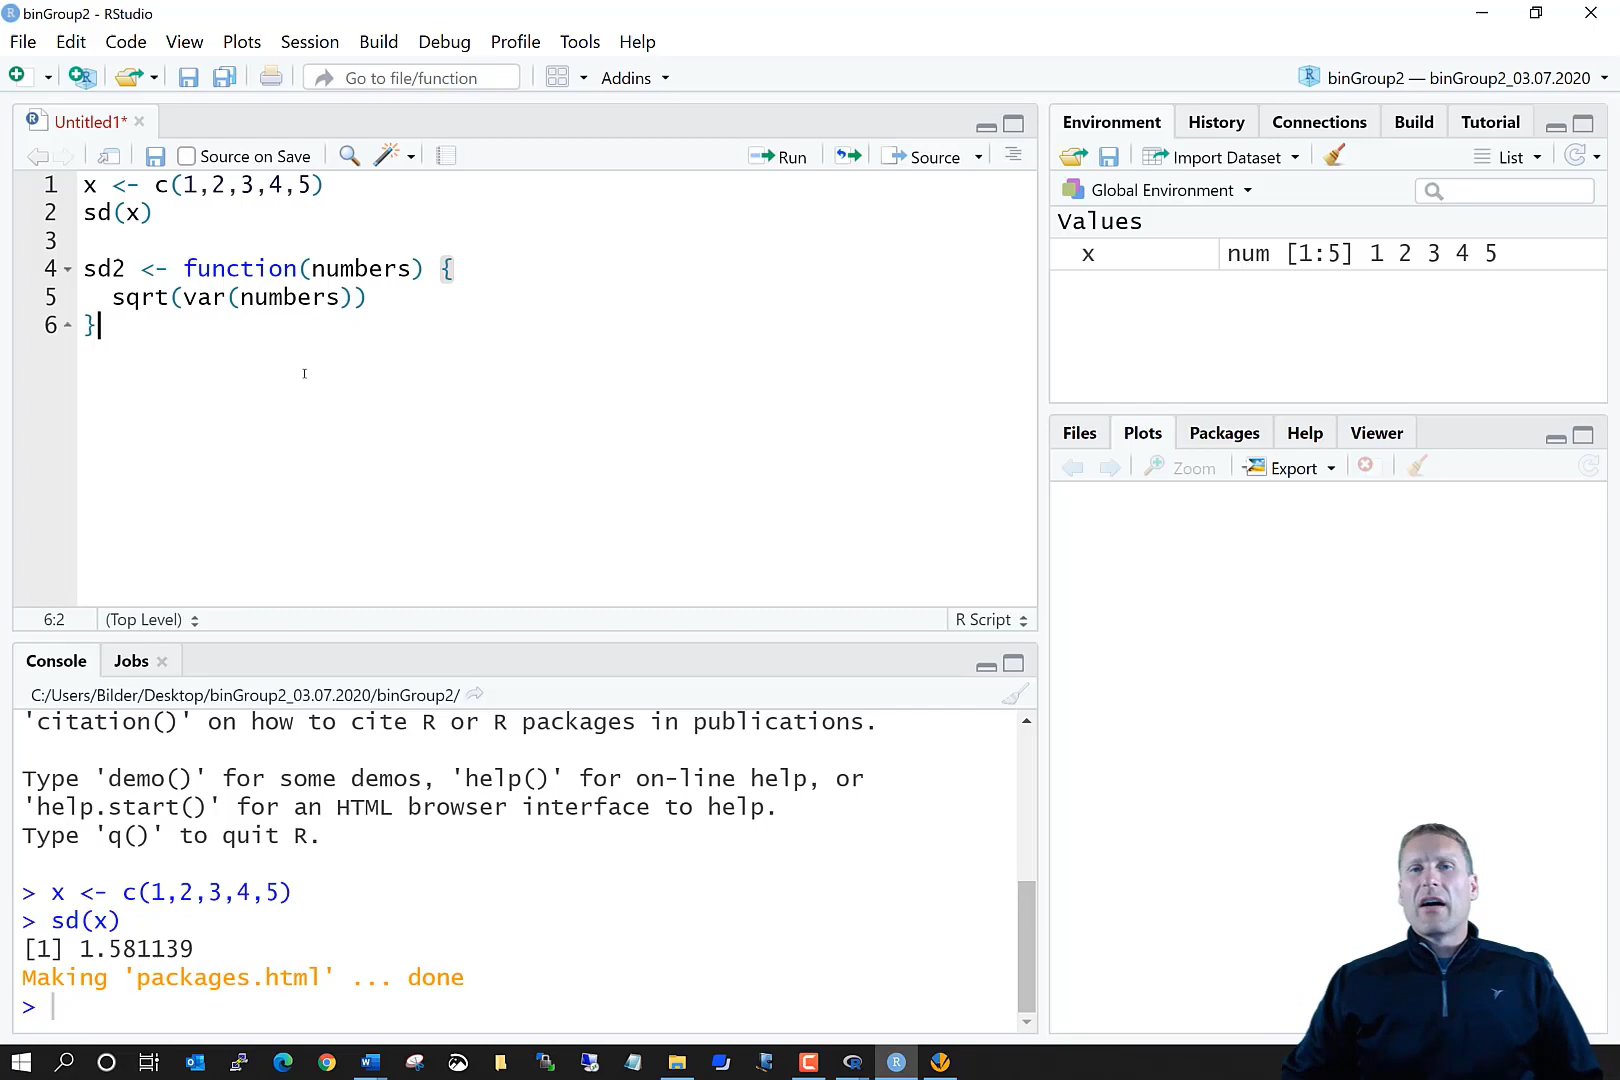 binGroup2 - RStudio
File Edit Code View Plots Session Build Debug Profile Tools Help
Go to file/function Addins binGroup2 — binGroup2_03.07.2020
Untitled1*
Source on Save Run Source
1 x <- c(1,2,3,4,5)
2 sd(x)
3
4 sd2 <- function(numbers) {
5 sqrt(var(numbers))
6 }
6:2 (Top Level) R Script
Console Jobs
C:/Users/Bilder/Desktop/binGroup2_03.07.2020/binGroup2/
'citation()' on how to cite R or R packages in publications.
Type 'demo()' for some demos, 'help()' for on-line help, or
'help.start()' for an HTML browser interface to help.
Type 'q()' to quit R.
> x <- c(1,2,3,4,5)
> sd(x)
[1] 1.581139
Making 'packages.html' ... done
>
Environment History Connections Build Tutorial
Import Dataset List
Global Environment
Values
x num [1:5] 1 2 3 4 5
Files Plots Packages Help Viewer
Zoom Export